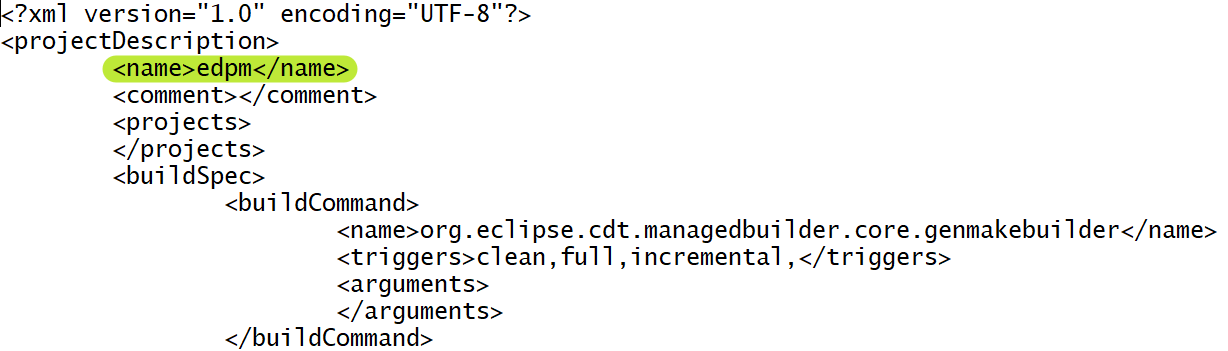 <?xml version="1.0" encoding="UTF-8"?>
<projectDescription>
<name>edpm</name>
<comment></comment>
<projects>
</projects>
<buildSpec>
<buildCommand>
<name>org.eclipse.cdt.managedbuilder.core.genmakebuilder</name>
<triggers>clean,full,incremental,</triggers>
<arguments>
</arguments>
</buildCommand>